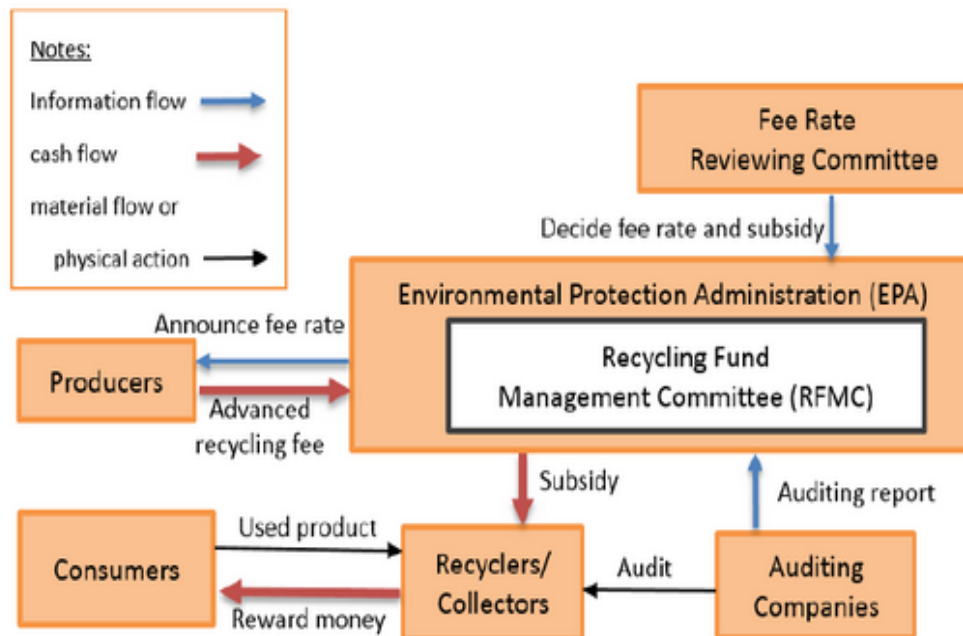 Notes:
Information flow
cash flow
material flow or
physical action
Fee Rate
Reviewing Committee
Decide fee rate and subsidy
Environmental Protection Administration (EPA)
Recycling Fund
Management Committee (RFMC)
Announce fee rate
Producers
Advanced
recycling fee
Subsidy
Auditing report
Consumers
Used product
Reward money
Recyclers/
Collectors
Audit
Auditing
Companies